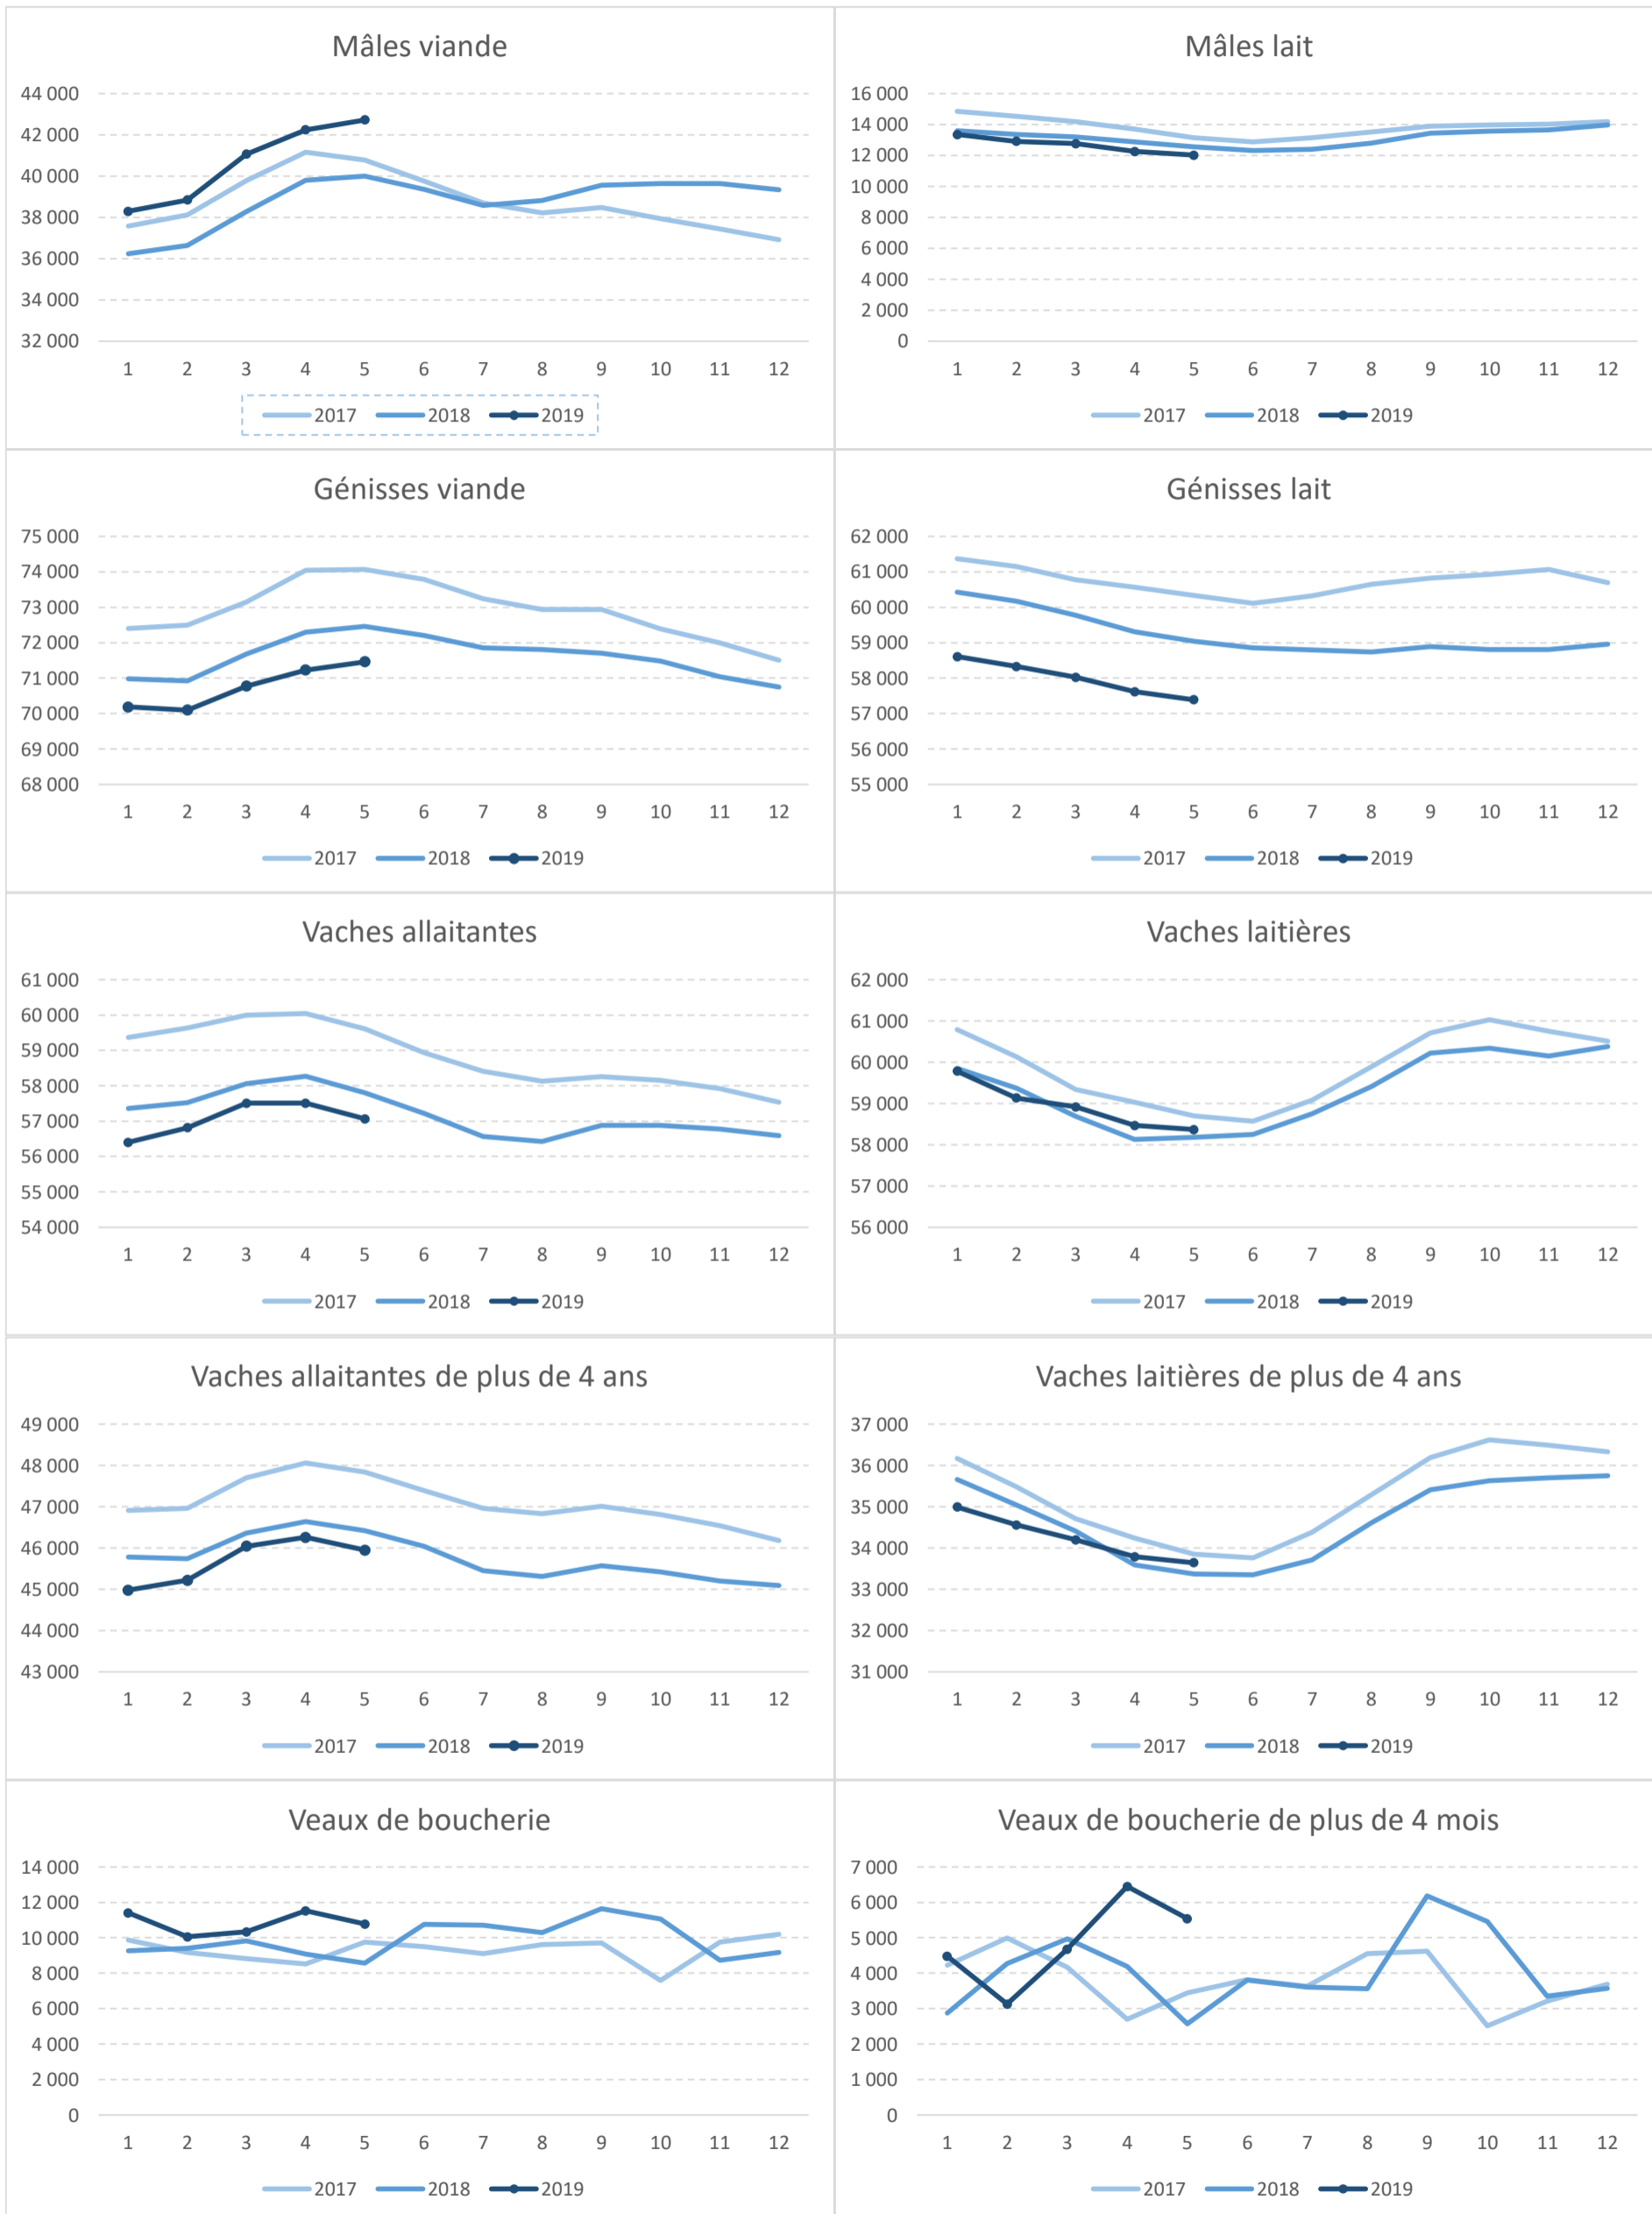 Mâles viande
44 000
42 000
40 000
38 000
36 000
34 000
32 000
1 2 3 4 5 6 7 8 9 10 11 12
2017 2018 2019
Mâles lait
16 000
14 000
12 000
10 000
8 000
6 000
4 000
2 000
0
1 2 3 4 5 6 7 8 9 10 11 12
2017 2018 2019
Génisses viande
75 000
74 000
73 000
72 000
71 000
70 000
69 000
68 000
1 2 3 4 5 6 7 8 9 10 11 12
2017 2018 2019
Génisses lait
62 000
61 000
60 000
59 000
58 000
57 000
56 000
55 000
1 2 3 4 5 6 7 8 9 10 11 12
2017 2018 2019
Vaches allaitantes
61 000
60 000
59 000
58 000
57 000
56 000
55 000
54 000
1 2 3 4 5 6 7 8 9 10 11 12
2017 2018 2019
Vaches laitières
62 000
61 000
60 000
59 000
58 000
57 000
56 000
1 2 3 4 5 6 7 8 9 10 11 12
2017 2018 2019
Vaches allaitantes de plus de 4 ans
49 000
48 000
47 000
46 000
45 000
44 000
43 000
1 2 3 4 5 6 7 8 9 10 11 12
2017 2018 2019
Vaches laitières de plus de 4 ans
37 000
36 000
35 000
34 000
33 000
32 000
31 000
1 2 3 4 5 6 7 8 9 10 11 12
2017 2018 2019
Veaux de boucherie
14 000
12 000
10 000
8 000
6 000
4 000
2 000
0
1 2 3 4 5 6 7 8 9 10 11 12
2017 2018 2019
Veaux de boucherie de plus de 4 mois
7 000
6 000
5 000
4 000
3 000
2 000
1 000
0
1 2 3 4 5 6 7 8 9 10 11 12
2017 2018 2019